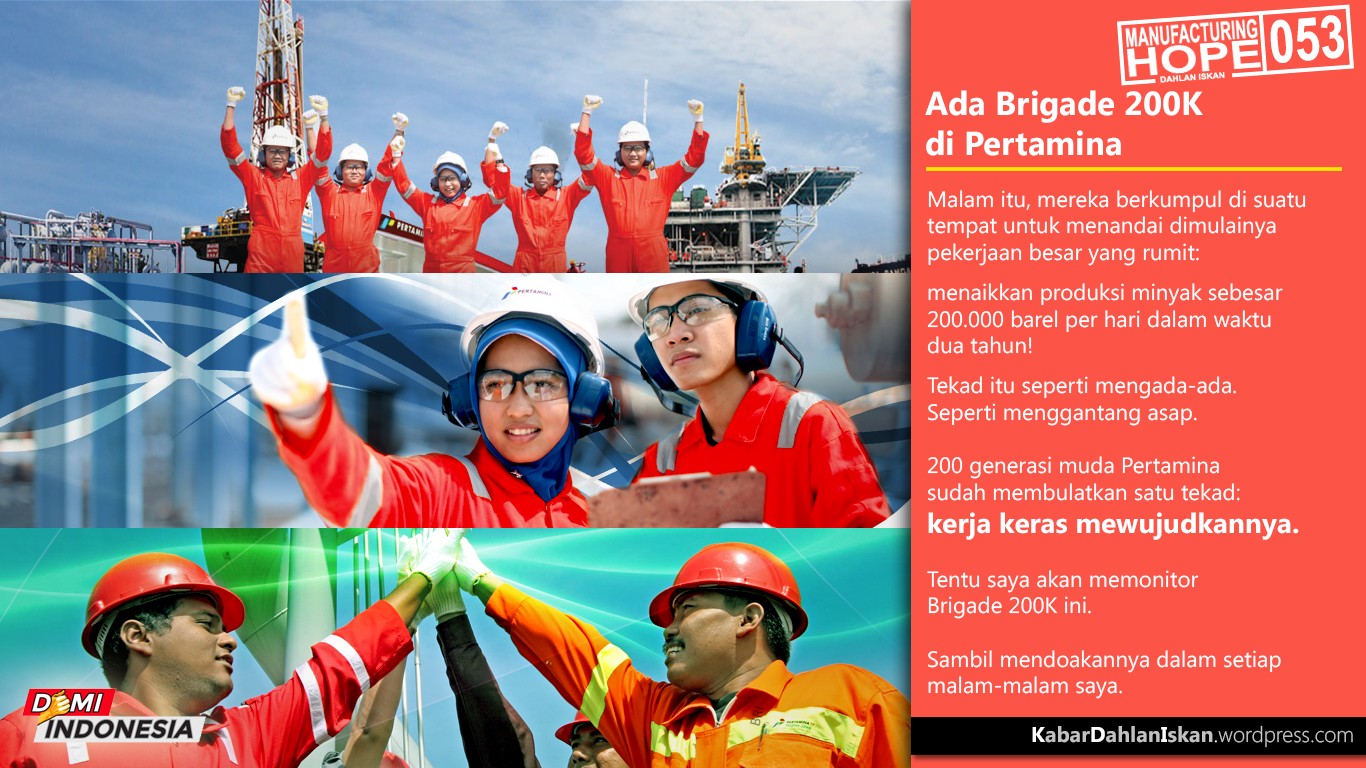 MANUFACTURING
HOPE 053
DAHLAN ISKAN
Ada Brigade 200K
di Pertamina
Malam itu, mereka berkumpul di suatu
tempat untuk menandai dimulainya
pekerjaan besar yang rumit:
menaikkan produksi minyak sebesar
200.000 barel per hari dalam waktu
dua tahun!
Tekad itu seperti mengada-ada.
Seperti menggantang asap.
200 generasi muda Pertamina
sudah membulatkan satu tekad:
kerja keras mewujudkannya.
Tentu saya akan memonitor
Brigade 200K ini.
Sambil mendoakannya dalam setiap
malam-malam saya.
KabarDahlanIskan.wordpress.com
PERTAMINA
PERTAMINA
PERTAMINA
DEMI
INDONESIA